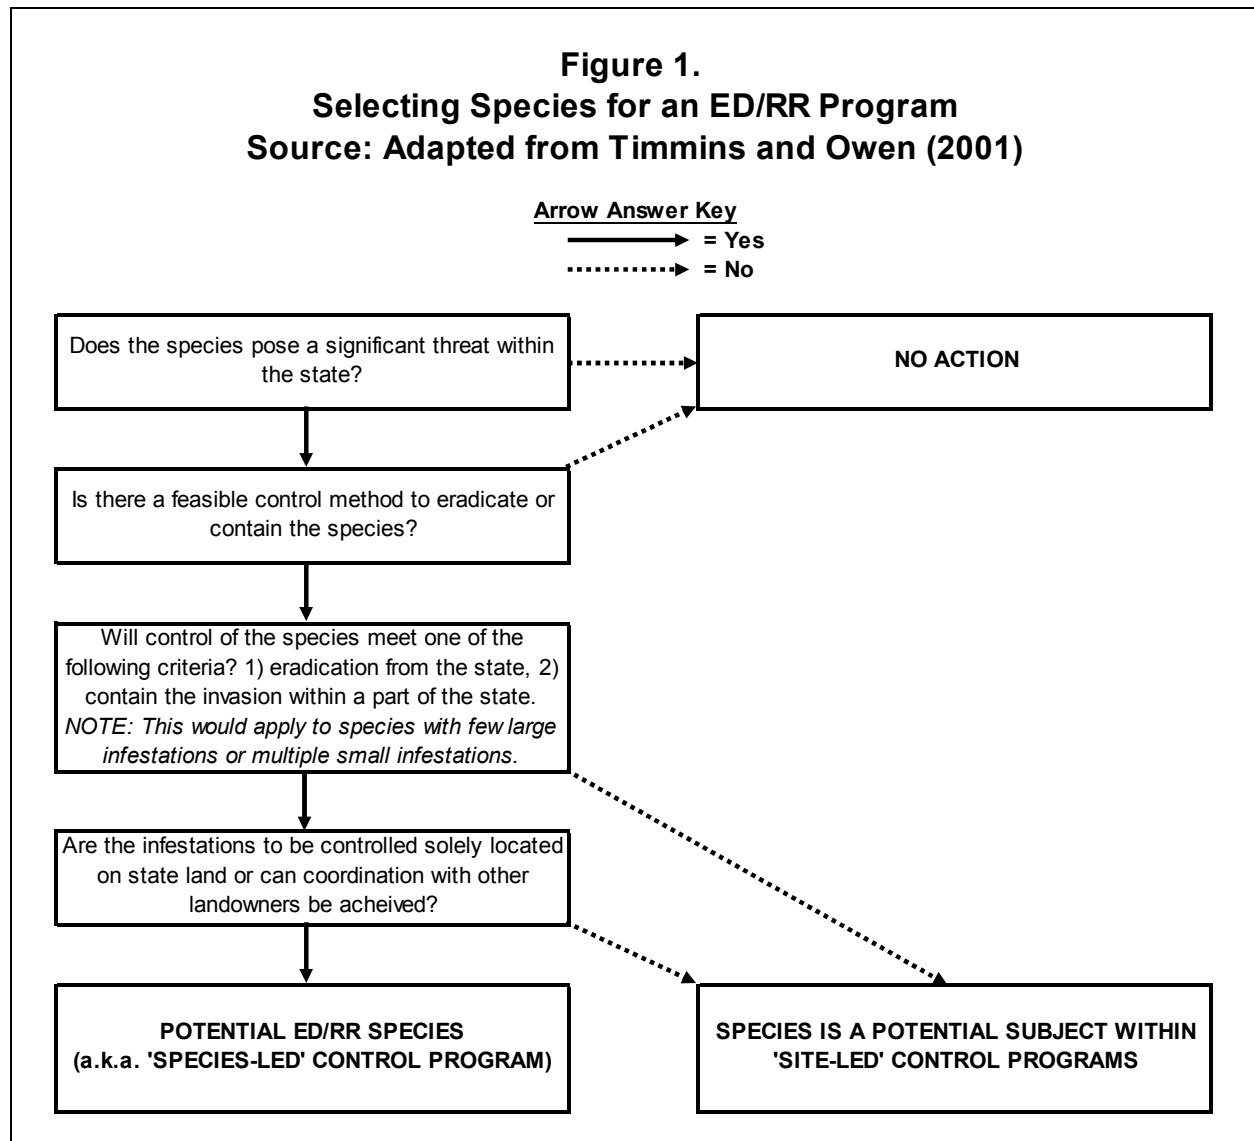 Figure 1.
Selecting Species for an ED/RR Program
Source: Adapted from Timmins and Owen (2001)
Arrow Answer Key
= Yes
= No
Does the species pose a significant threat within
the state?
NO ACTION
Is there a feasible control method to eradicate or
contain the species?
Will control of the species meet one of the
following criteria? 1) eradication from the state, 2)
contain the invasion within a part of the state.
NOTE: This would apply to species with few large
infestations or multiple small infestations.
Are the infestations to be controlled solely located
on state land or can coordination with other
landowners be acheived?
POTENTIAL ED/RR SPECIES
(a.k.a. 'SPECIES-LED' CONTROL PROGRAM)
SPECIES IS A POTENTIAL SUBJECT WITHIN
'SITE-LED' CONTROL PROGRAMS